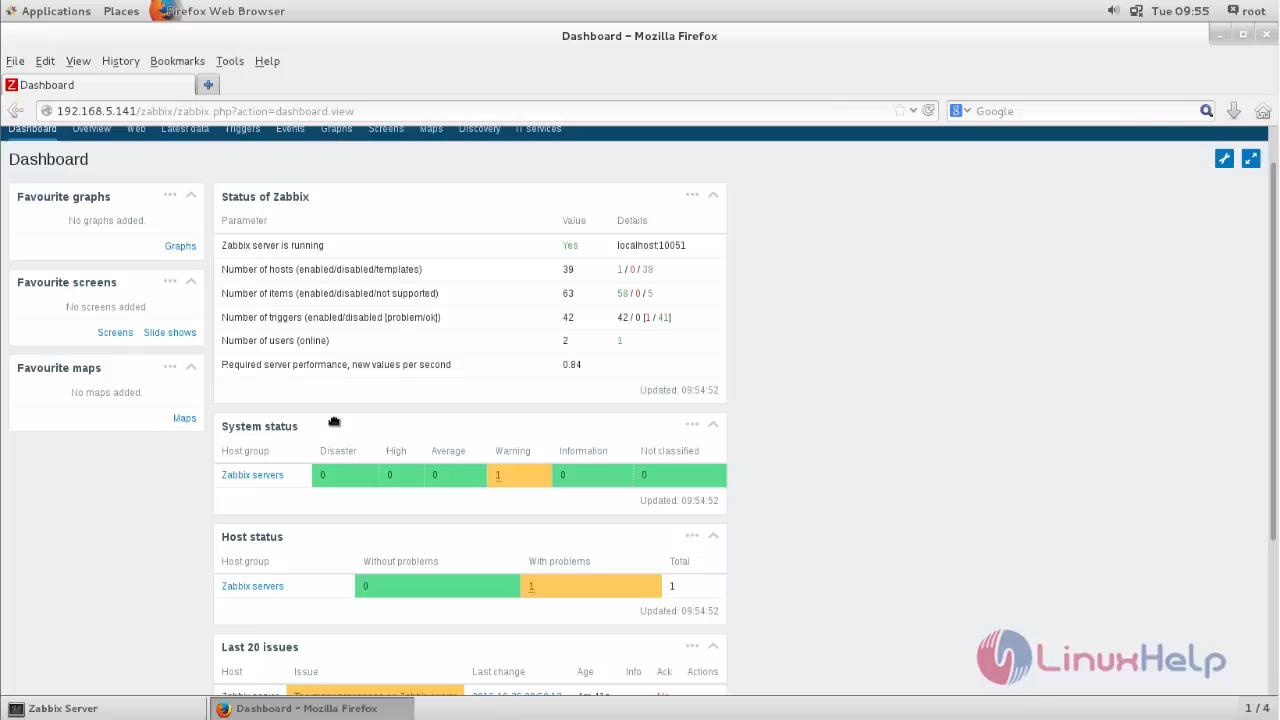 Applications Places Firefox Web Browser Tue 09:55 root
Dashboard - Mozilla Firefox
File Edit View History Bookmarks Tools Help
Dashboard
192.168.5.141/zabbix/zabbix.php?action=dashboard.view Google
Dashboard Overview Web Latest data Triggers Events Graphs Screens Maps Discovery IT services
Dashboard
Favourite graphs
No graphs added.
Graphs
Favourite screens
No screens added.
Screens Slide shows
Favourite maps
No maps added.
Maps
Status of Zabbix
Parameter Value Details
Zabbix server is running Yes localhost:10051
Number of hosts (enabled/disabled/templates) 39 1 / 0 / 38
Number of items (enabled/disabled/not supported) 63 58 / 0 / 5
Number of triggers (enabled/disabled [problem/ok]) 42 42 / 0 [1 / 41]
Number of users (online) 2 1
Required server performance, new values per second 0.84
Updated: 09:54:52
System status
Host group Disaster High Average Warning Information Not classified
Zabbix servers 0 0 0 1 0 0
Updated: 09:54:52
Host status
Host group Without problems With problems Total
Zabbix servers 0 1 1
Updated: 09:54:52
Last 20 issues
Host Issue Last change Age Info Ack Actions
LinuxHelp
Zabbix Server Dashboard - Mozilla Firefox 1 / 4